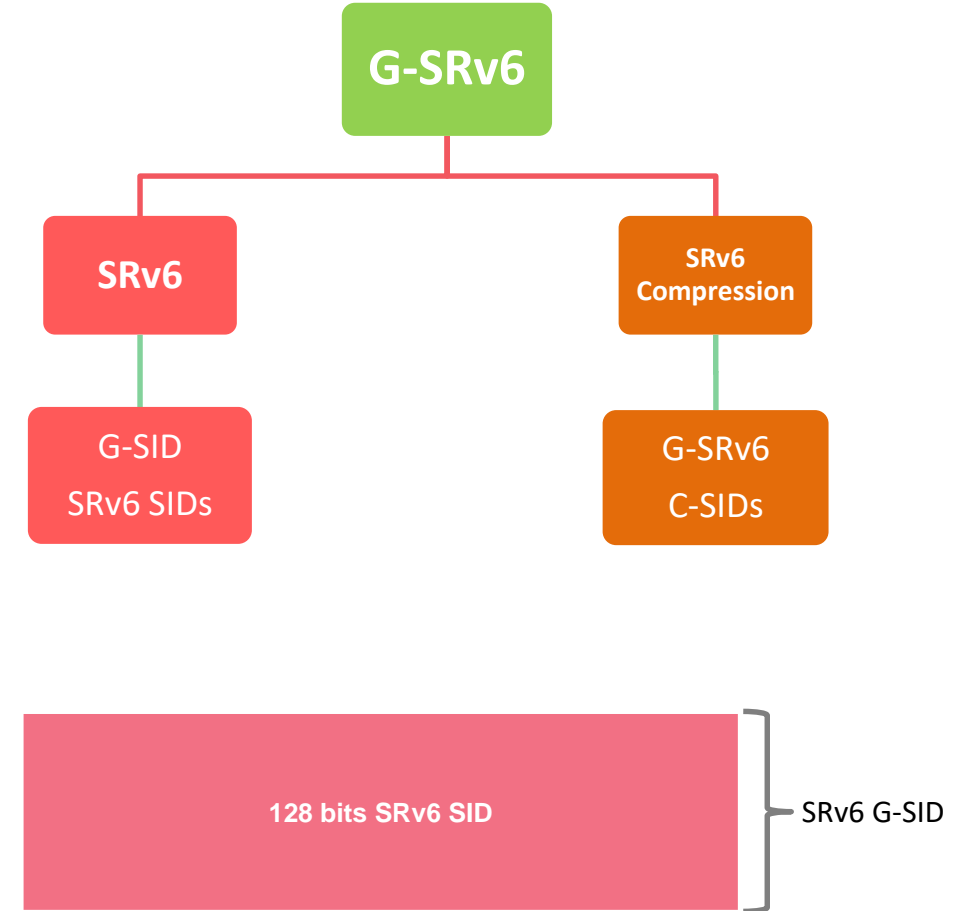 G-SRv6
SRv6
SRv6
Compression
G-SID
SRv6 SIDs
G-SRv6
C-SIDs
128 bits SRv6 SID
SRv6 G-SID